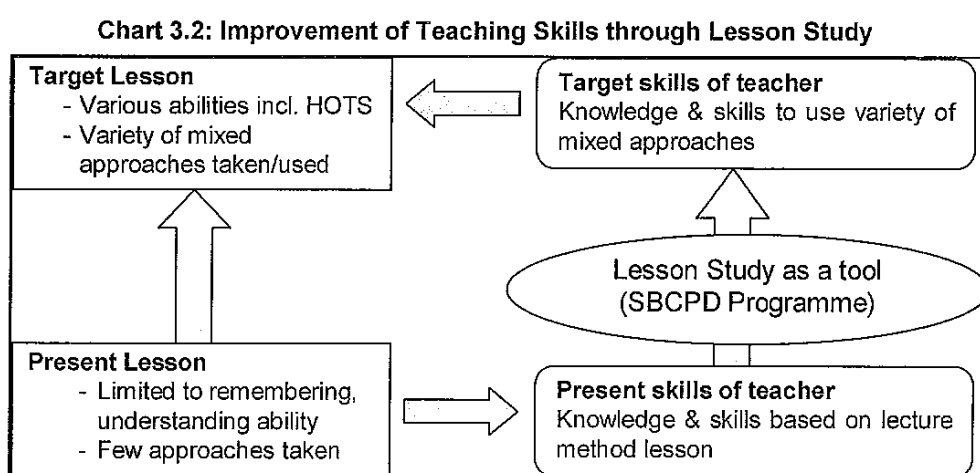 Chart 3.2: Improvement of Teaching Skills through Lesson Study
Target Lesson
- Various abilities incl. HOTS
- Variety of mixed
approaches taken/used
Target skills of teacher
Knowledge & skills to use variety of
mixed approaches
Lesson Study as a tool
(SBCPD Programme)
Present Lesson
- Limited to remembering,
understanding ability
- Few approaches taken
Present skills of teacher
Knowledge & skills based on lecture
method lesson